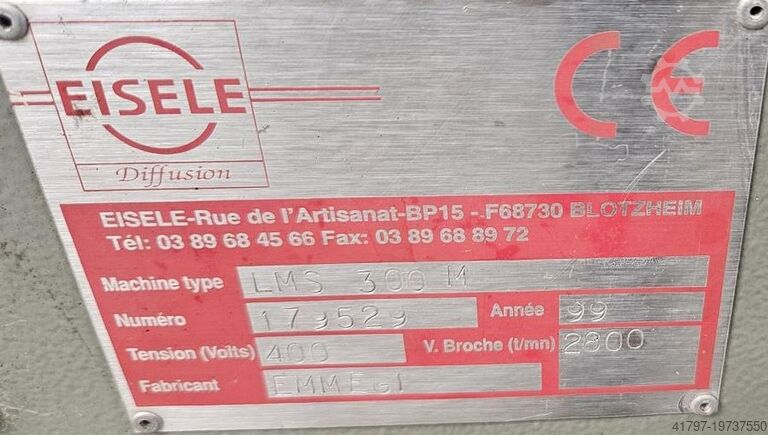 EISELE
Diffusion
CE
EISELE-Rue de l'Artisanat-BP15 -.F68730 BLOTZHEIM
Tél: 03 89 68 45 66 Fax: 03 89 68 89 72
Machine type LMS 300 M
Numéro 179529 Année 99
Tension (Volts) 400 V. Broche (t/mn) 2800
Fabricant EMMEGI
41797-19737550